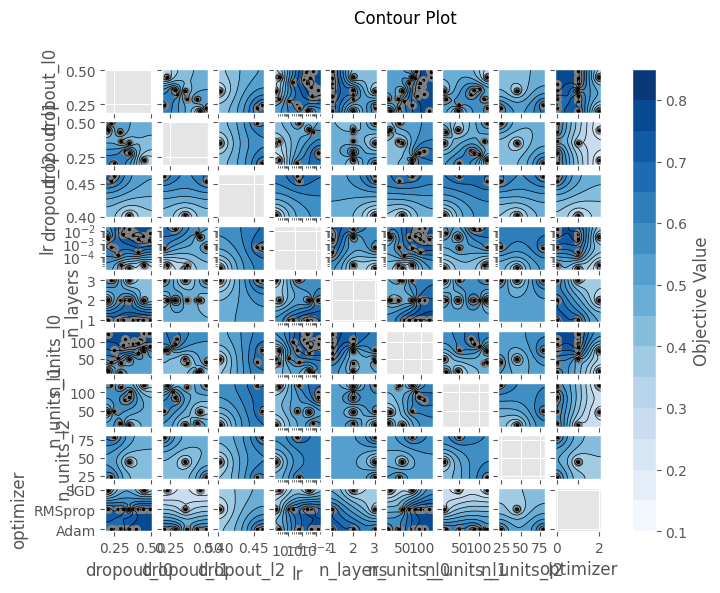 Contour Plot
dropout_l0
0.50
0.25
dropout_l1
0.50
0.25
dropout_l2
0.45
0.40
lr
10⁻²
10⁻³
10⁻⁴
n_layers
3
2
1
n_units_l0
100
50
n_units_l1
100
50
n_units_l2
75
50
25
optimizer
SGD
RMSprop
Adam
0.25 0.50 0.25 0.50 0.40 0.45 1 2 3 50 100 50 100 25 50 75 0 2
dropout_l0 dropout_l1 dropout_l2 lr n_layers n_units_l0 n_units_l1 n_units_l2 optimizer
0.8
0.7
0.6
0.5
0.4
0.3
0.2
0.1
Objective Value